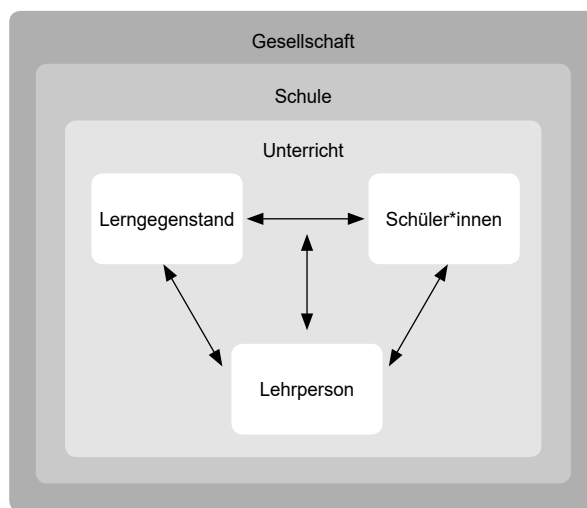 Gesellschaft
Schule
Unterricht
Lerngegenstand
Schüler*innen
Lehrperson